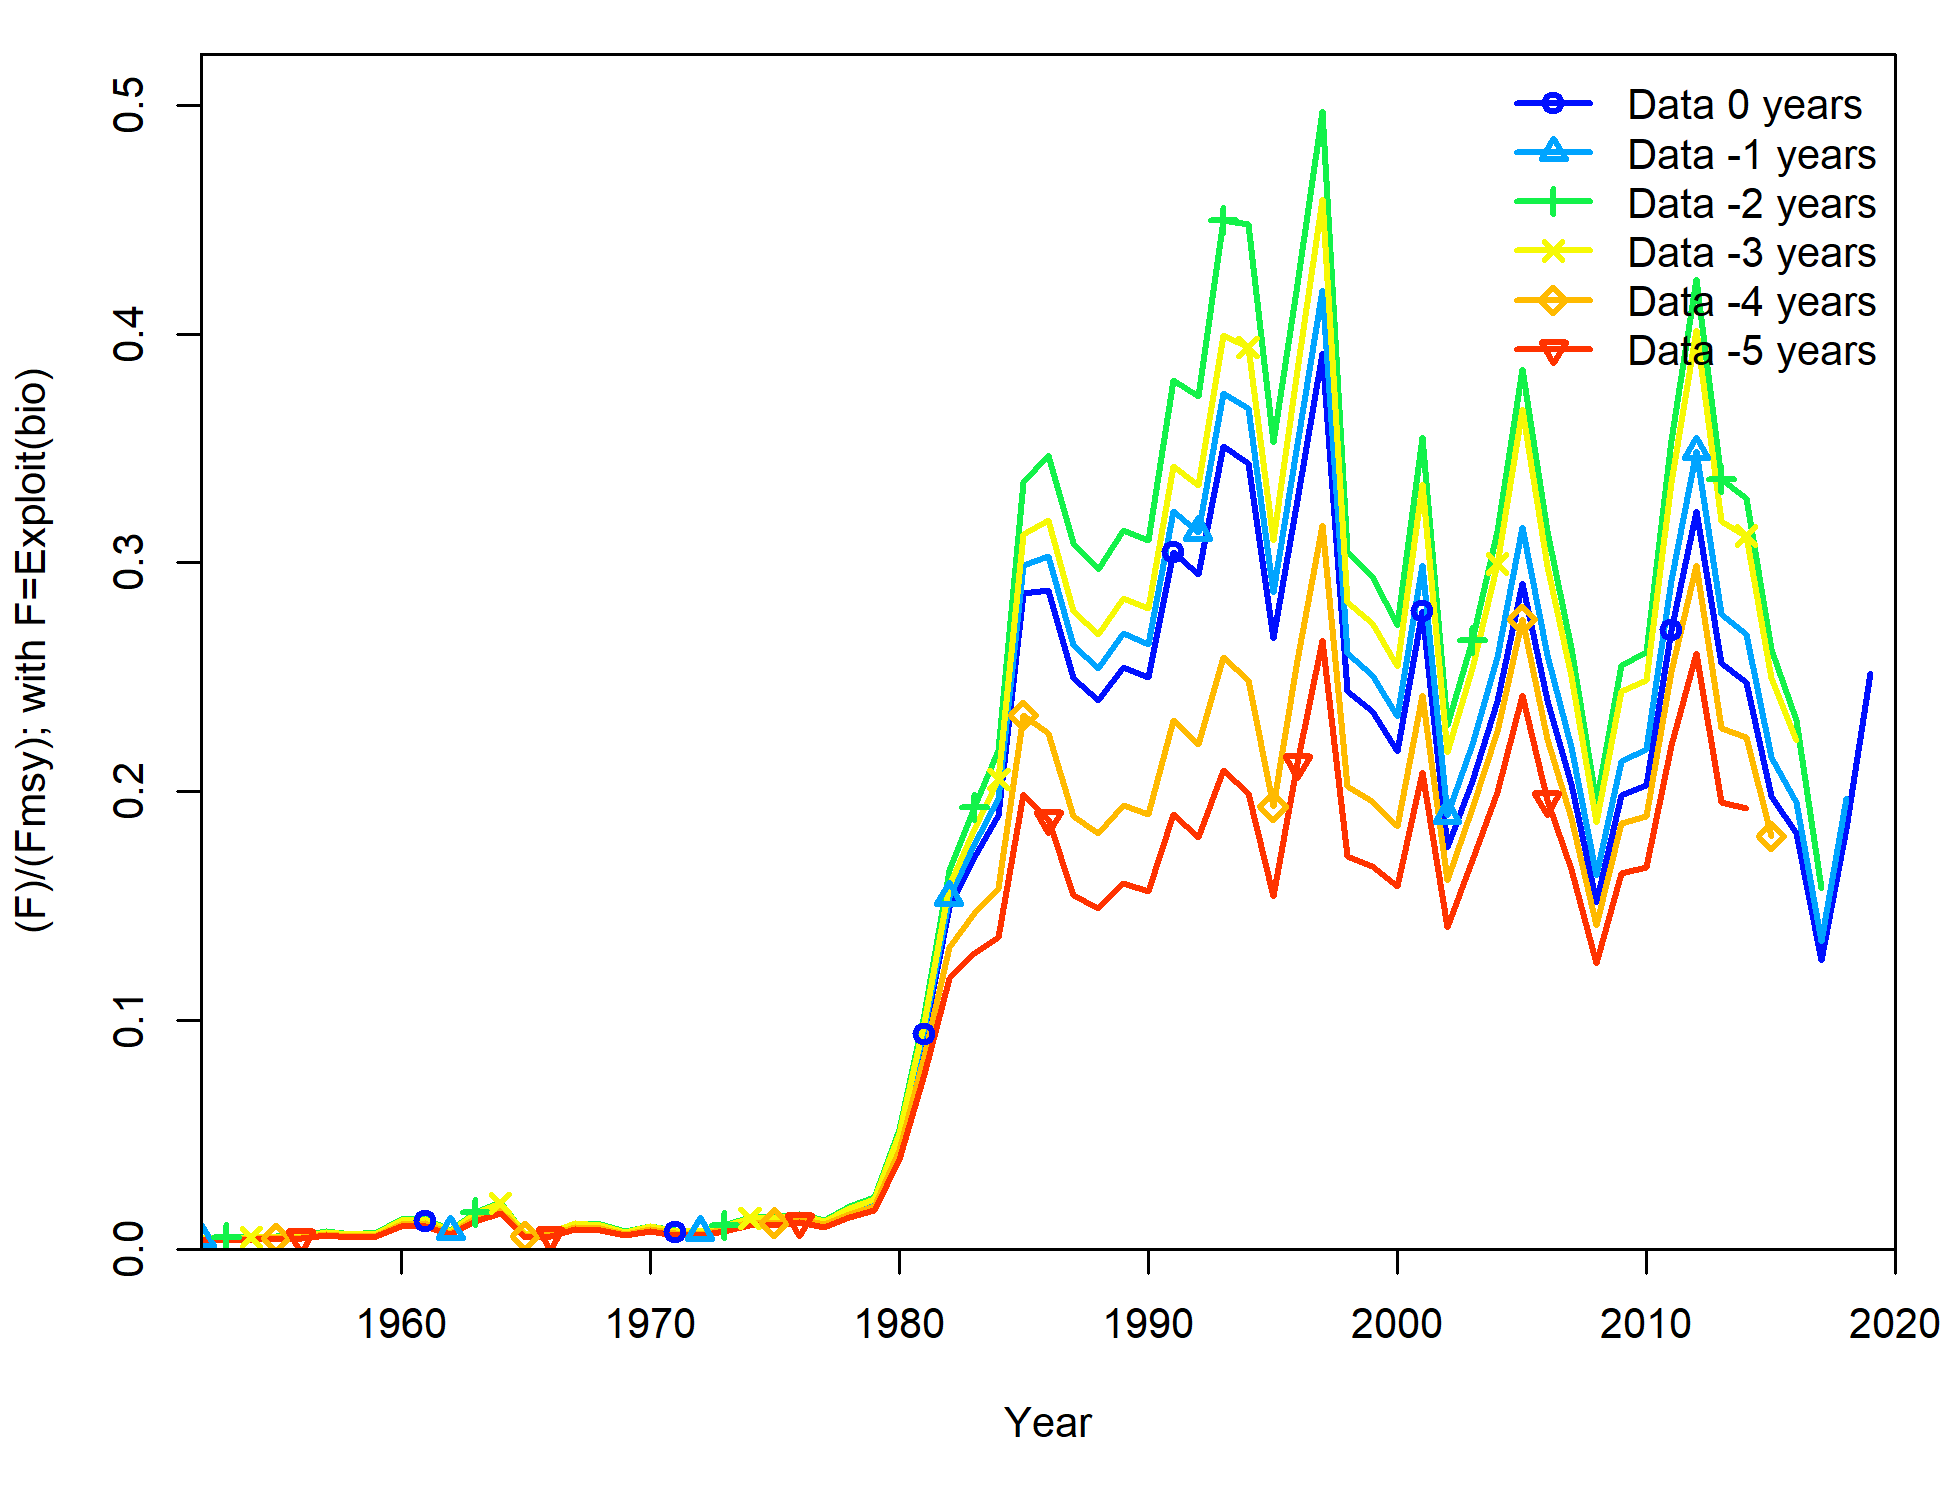 (F)/(Fmsy); with F=Exploit(bio)
0.5
0.4
0.3
0.2
0.1
0.0
Data 0 years
Data -1 years
Data -2 years
Data -3 years
Data -4 years
Data -5 years
1960 1970 1980 1990 2000 2010 2020
Year